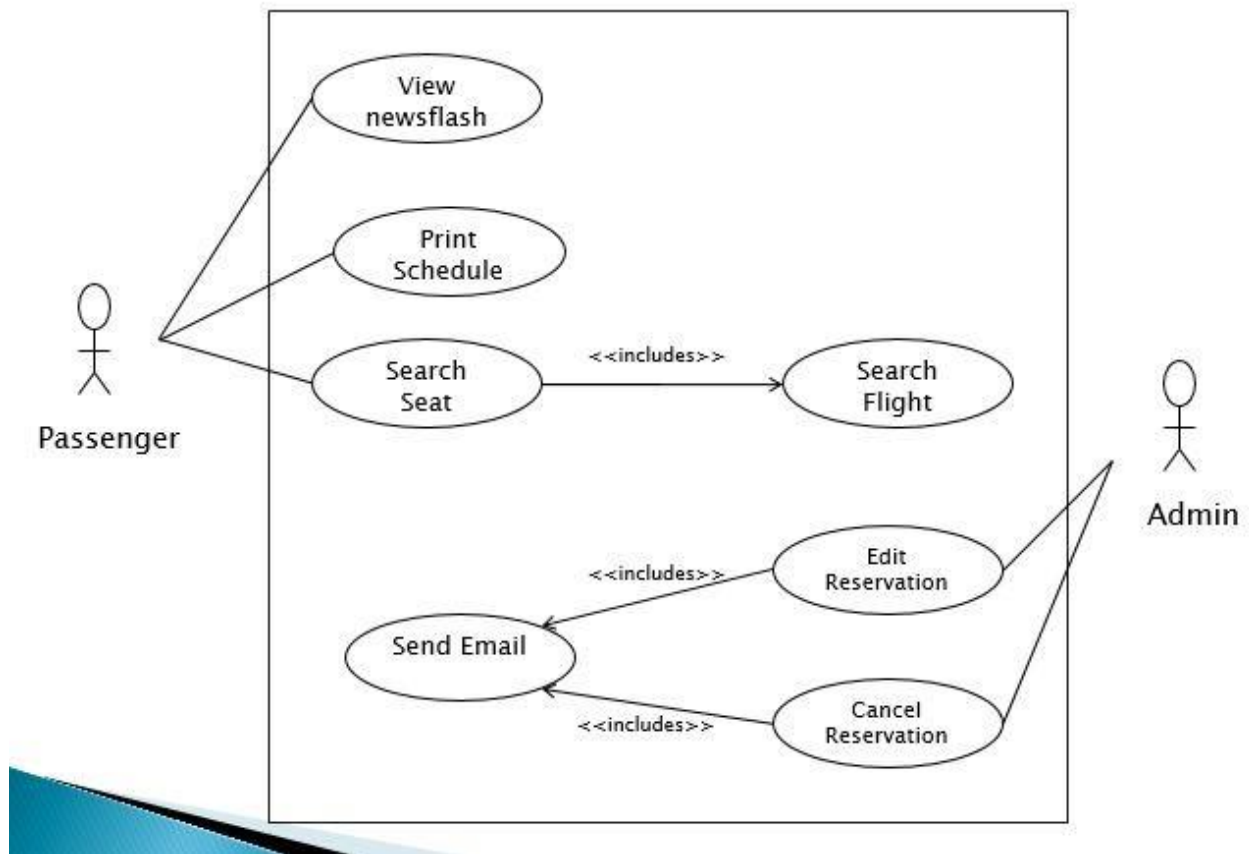 View
newsflash
Print
Schedule
Search
Seat
<<includes>>
Search
Flight
Passenger
Admin
Edit
Reservation
<<includes>>
Send Email
Cancel
Reservation
<<includes>>